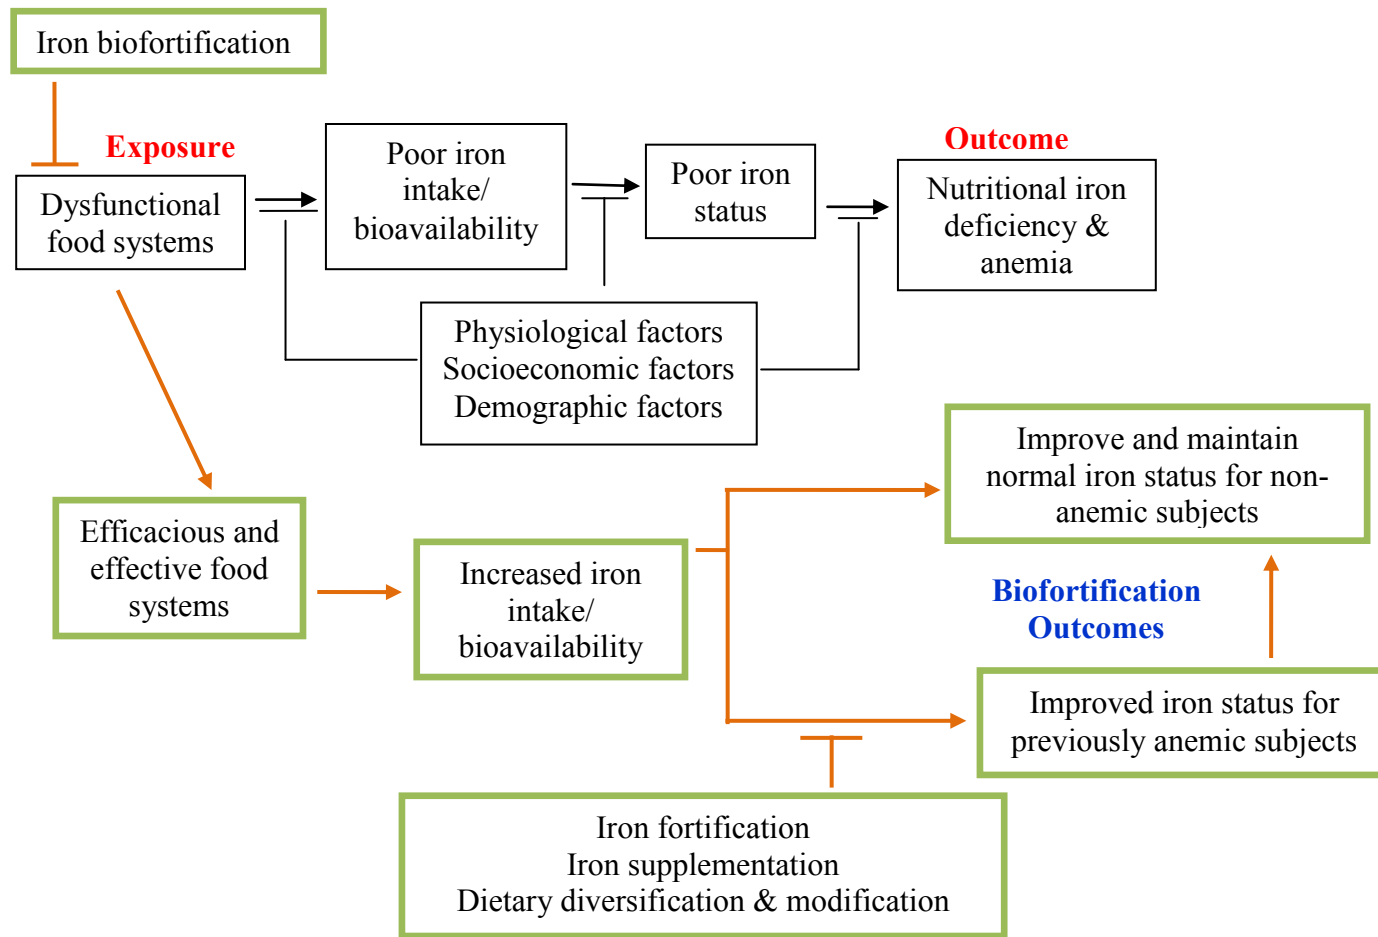 Iron biofortification
Exposure
Dysfunctional
food systems
Poor iron
intake/
bioavailability
Poor iron
status
Outcome
Nutritional iron
deficiency &
anemia
Physiological factors
Socioeconomic factors
Demographic factors
Efficacious and
effective food
systems
Increased iron
intake/
bioavailability
Improve and maintain
normal iron status for non-
anemic subjects
Biofortification
Outcomes
Improved iron status for
previously anemic subjects
Iron fortification
Iron supplementation
Dietary diversification & modification